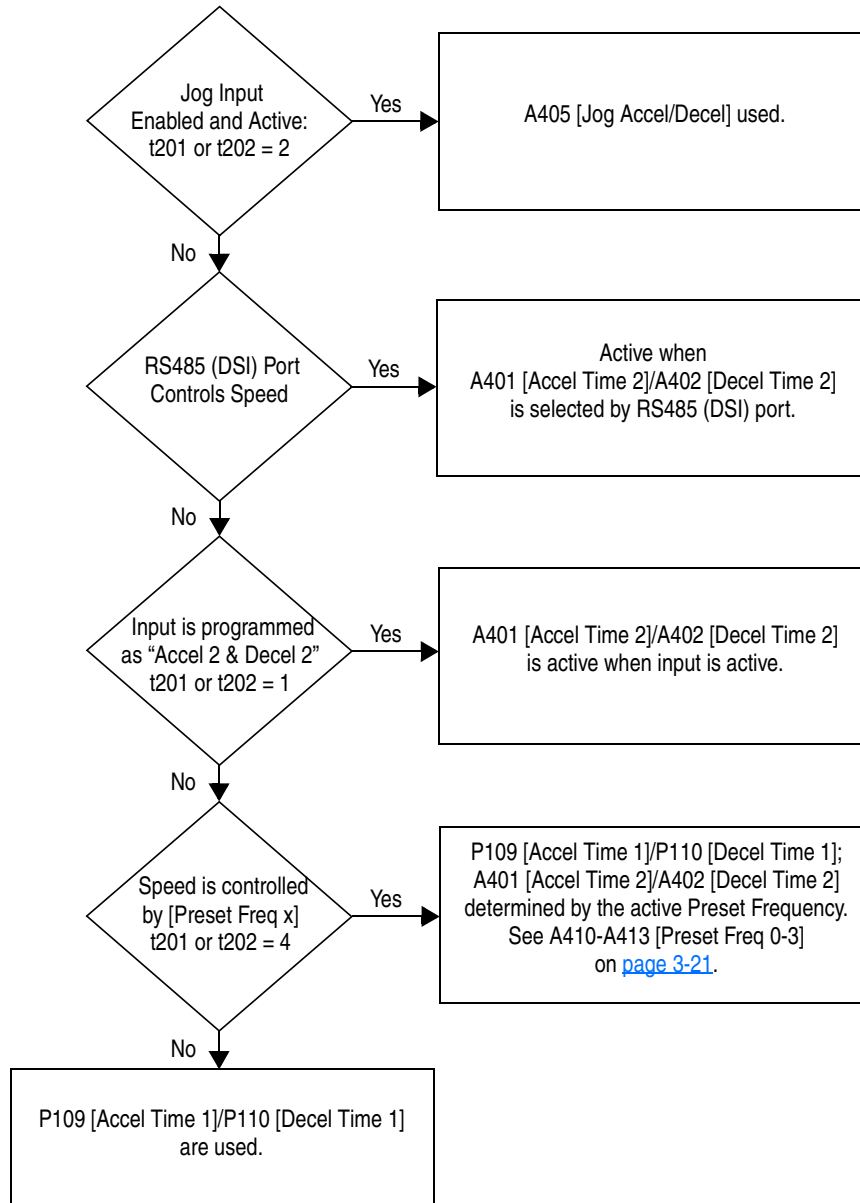 Jog Input
Enabled and Active:
t201 or t202 = 2
Yes
A405 [Jog Accel/Decel] used.
No
RS485 (DSI) Port
Controls Speed
Yes
Active when
A401 [Accel Time 2]/A402 [Decel Time 2]
is selected by RS485 (DSI) port.
No
Input is programmed
as “Accel 2 & Decel 2”
t201 or t202 = 1
Yes
A401 [Accel Time 2]/A402 [Decel Time 2]
is active when input is active.
No
Speed is controlled
by [Preset Freq x]
t201 or t202 = 4
Yes
P109 [Accel Time 1]/P110 [Decel Time 1];
A401 [Accel Time 2]/A402 [Decel Time 2]
determined by the active Preset Frequency.
See A410-A413 [Preset Freq 0-3]
on page 3-21.
No
P109 [Accel Time 1]/P110 [Decel Time 1]
are used.